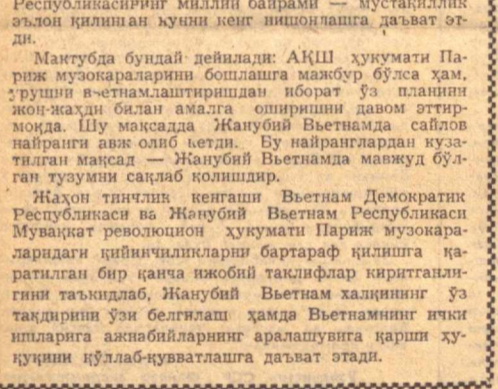 Республикасиринг миллий байрами — мустақиллик
эълон қилинган кунни кенг нишонлашга даъват эт-
ди.
Мактубда бундай дейилади: АҚШ ҳукумати Па-
риж музокараларини бошлашга мажбур бўлса ҳам,
урушни вьетнамлаштиришдан иборат ўз планини
жон-жаҳди билан амалга оширишни давом эттир-
моқда. Шу мақсадда Жанубий Вьетнамда сайлов
найранги авж олиб кетди. Бу найранглардан куза-
тилган мақсад — Жанубий Вьетнамда мавжуд бўл-
ган тузумни сақлаб қолишдир.
Жаҳон тинчлик кенгаши Вьетнам Демократик
Республикаси ва Жанубий Вьетнам Республикаси
Муваққат революцион ҳукумати Париж музокара-
ларидаги қийинчиликларни бартараф қилишга қа-
ратилган бир қанча ижобий таклифлар киритганли-
гини таъкидлаб, Жанубий Вьетнам халқининг ўз
тақдирини ўзи белгилаш ҳамда Вьетнамнинг ички
ишларига ажнабийларнинг аралашувига қарши ҳу-
қуқини қўллаб-қувватлашга даъват этади.